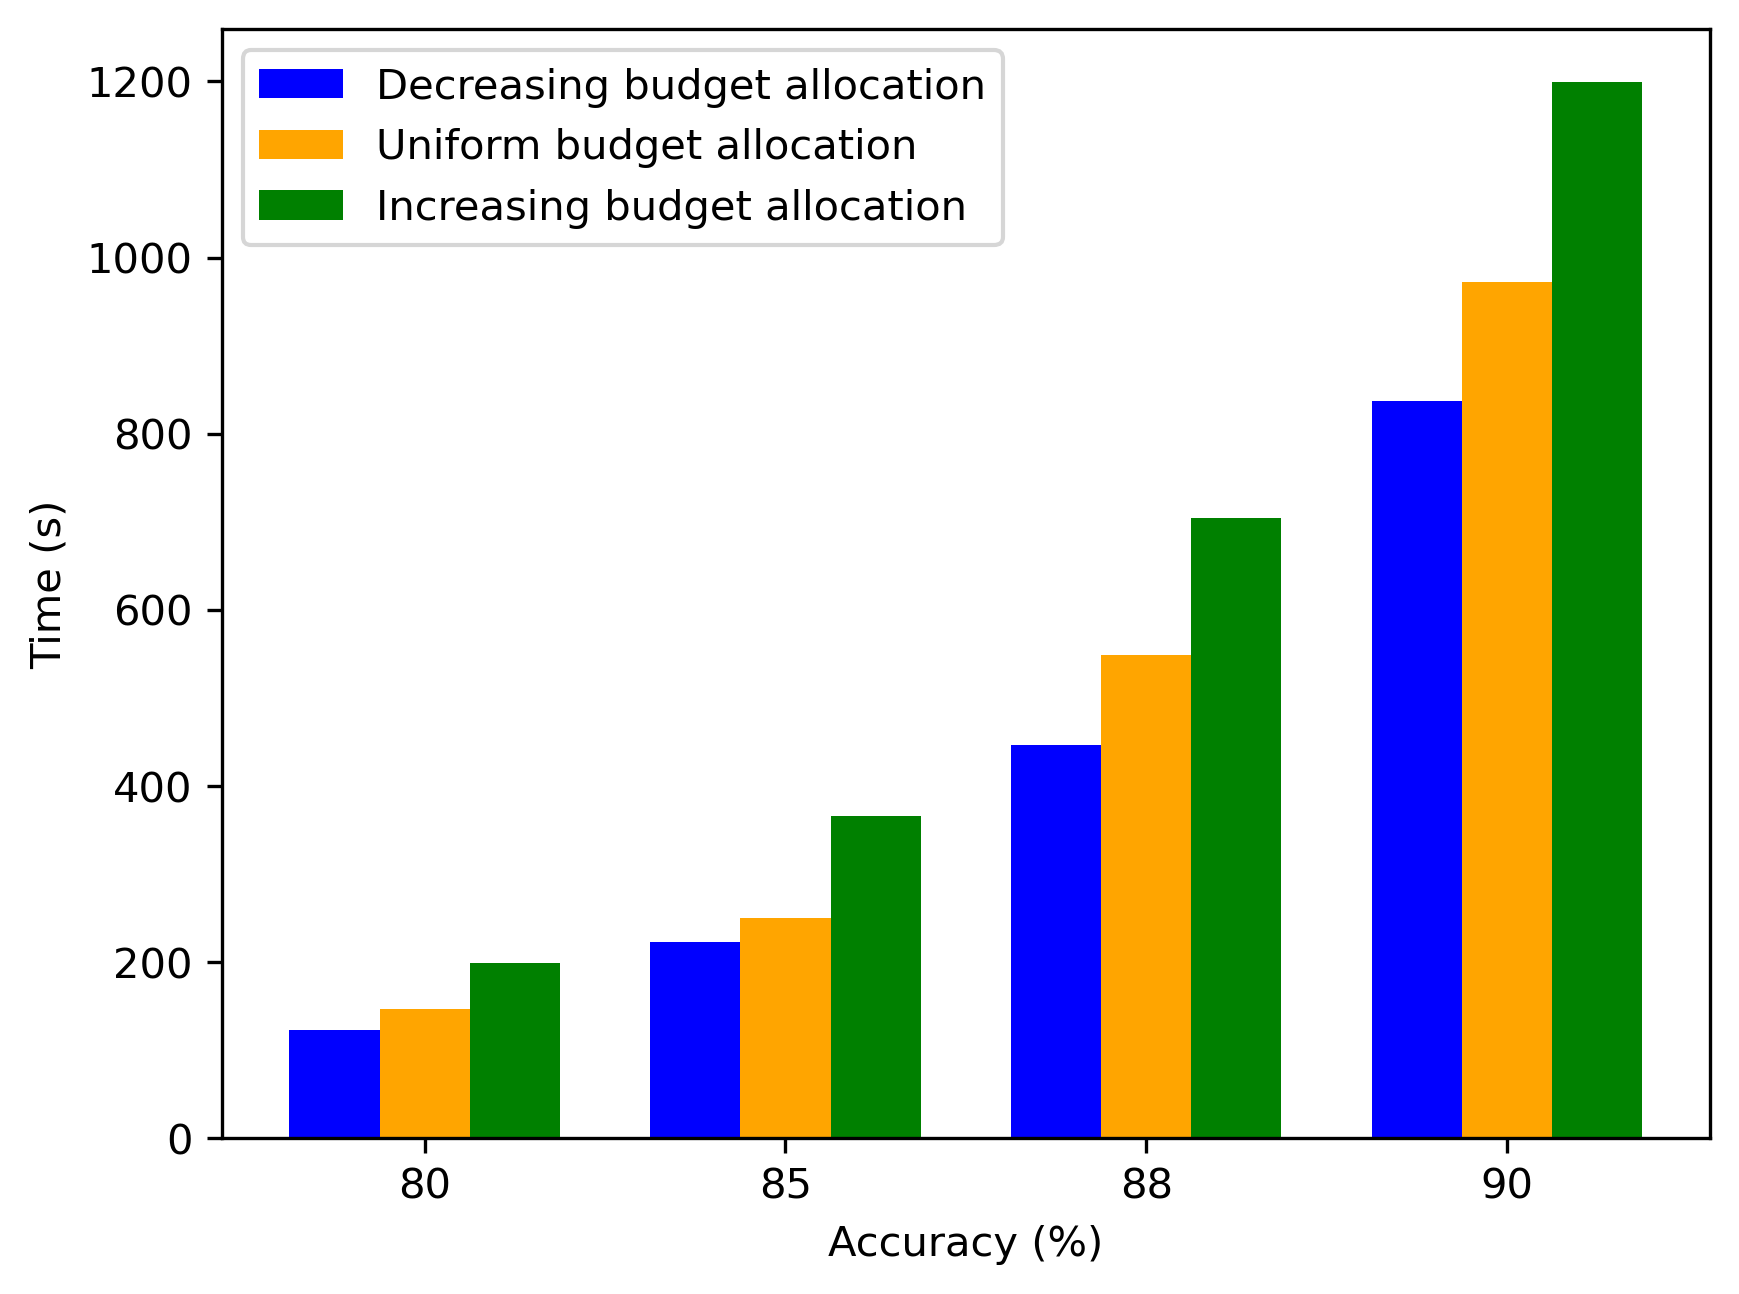 Decreasing budget allocation
Uniform budget allocation
Increasing budget allocation
1200
1000
800
600
400
200
0
Time (s)
80 85 88 90
Accuracy (%)